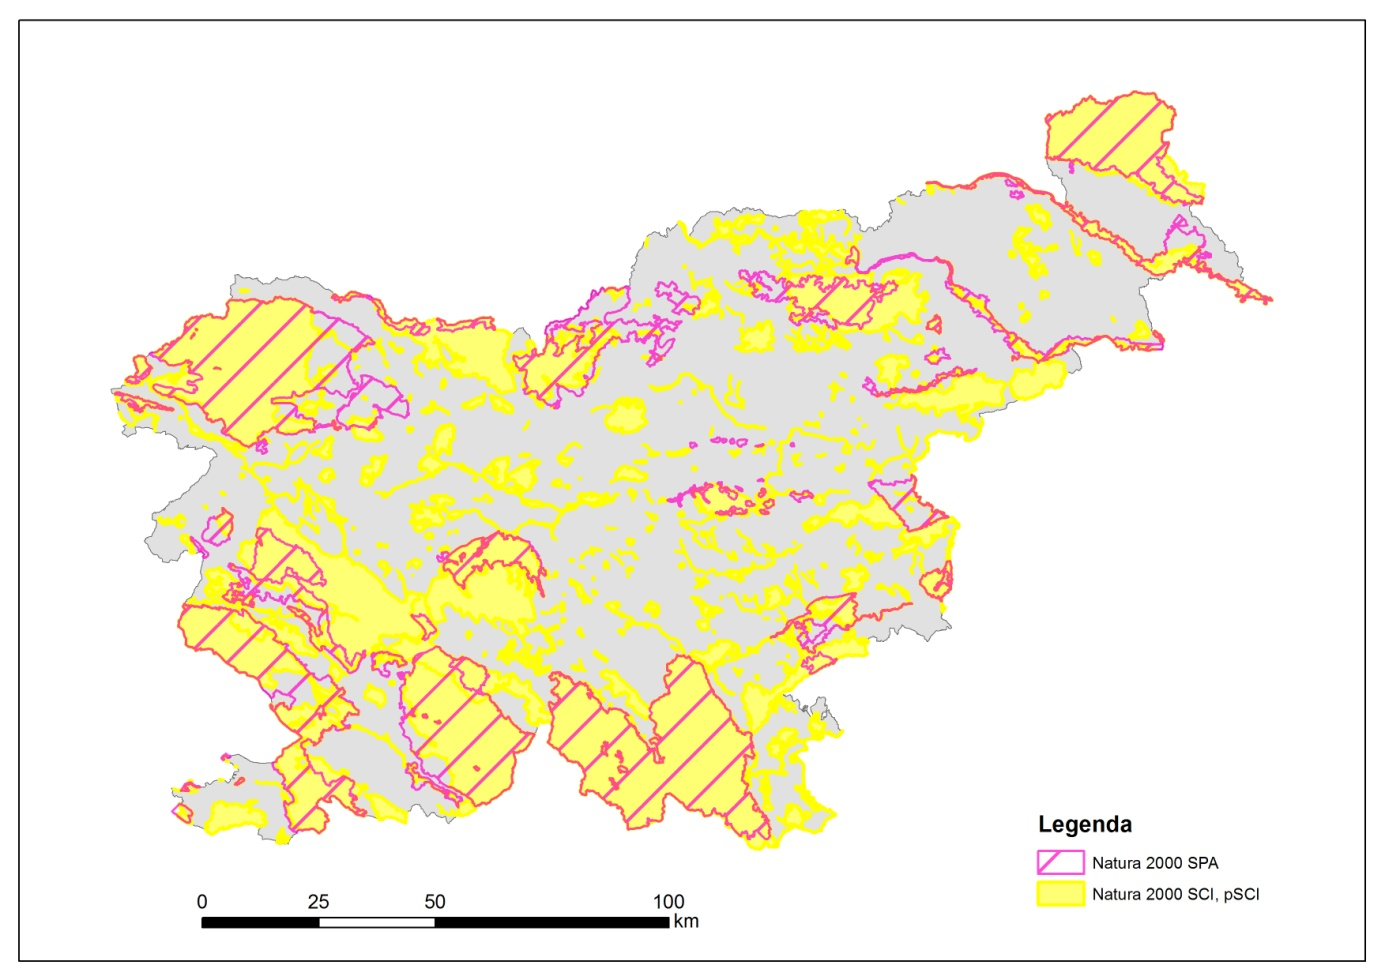 Legenda
Natura 2000 SPA
Natura 2000 SCI, pSCI
0 25 50 100
km